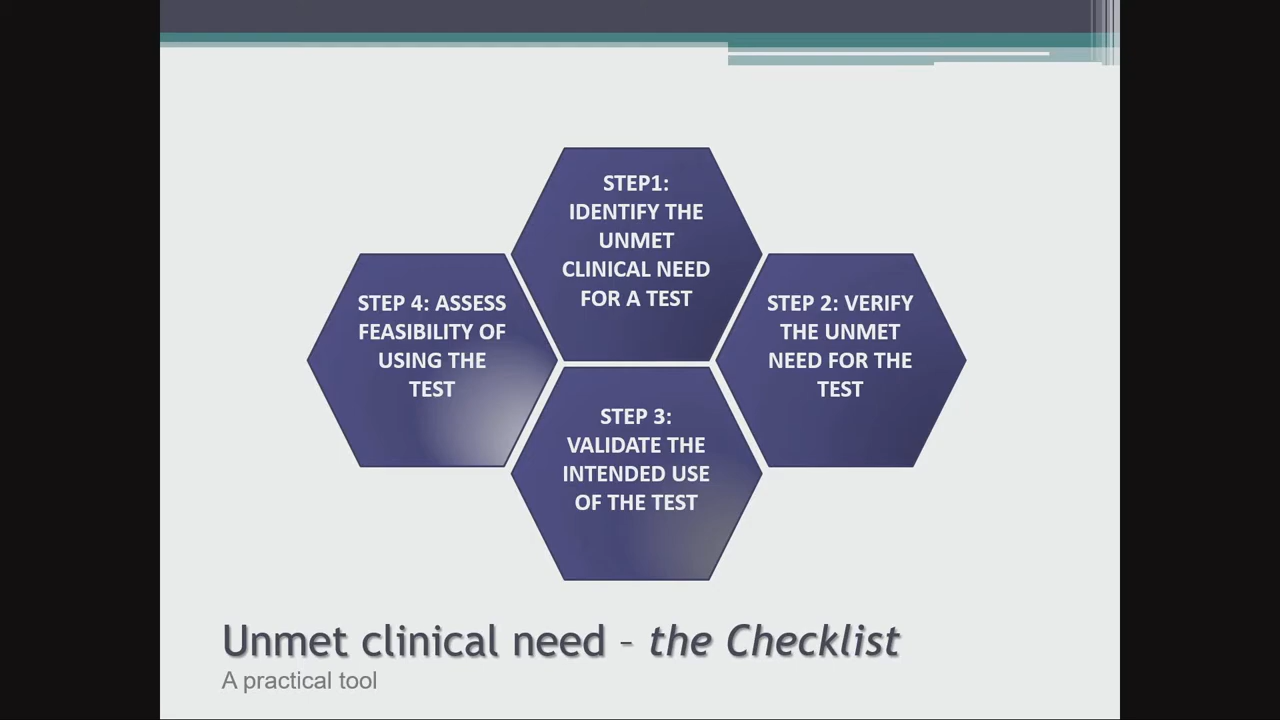 STEP1:
IDENTIFY THE
UNMET
CLINICAL NEED
FOR A TEST
STEP 2: VERIFY
THE UNMET
NEED FOR THE
TEST
STEP 3:
VALIDATE THE
INTENDED USE
OF THE TEST
STEP 4: ASSESS
FEASIBILITY OF
USING THE
TEST
Unmet clinical need – the Checklist
A practical tool